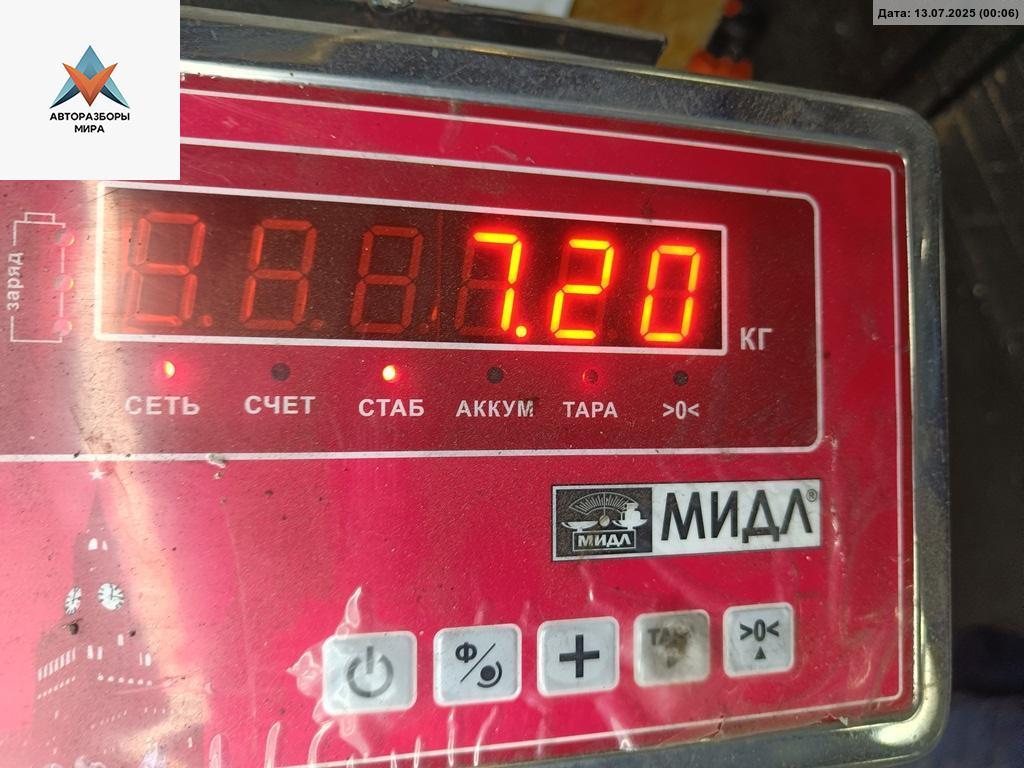 Дата: 13.07.2025 (00:06)
АВТОРАЗБОРЫ
МИРА
заряд
7.20
КГ
СЕТЬ СЧЕТ СТАБ АККУМ ТАРА >0<
МИДЛ МИДЛ®
Ф ТАРА >0<